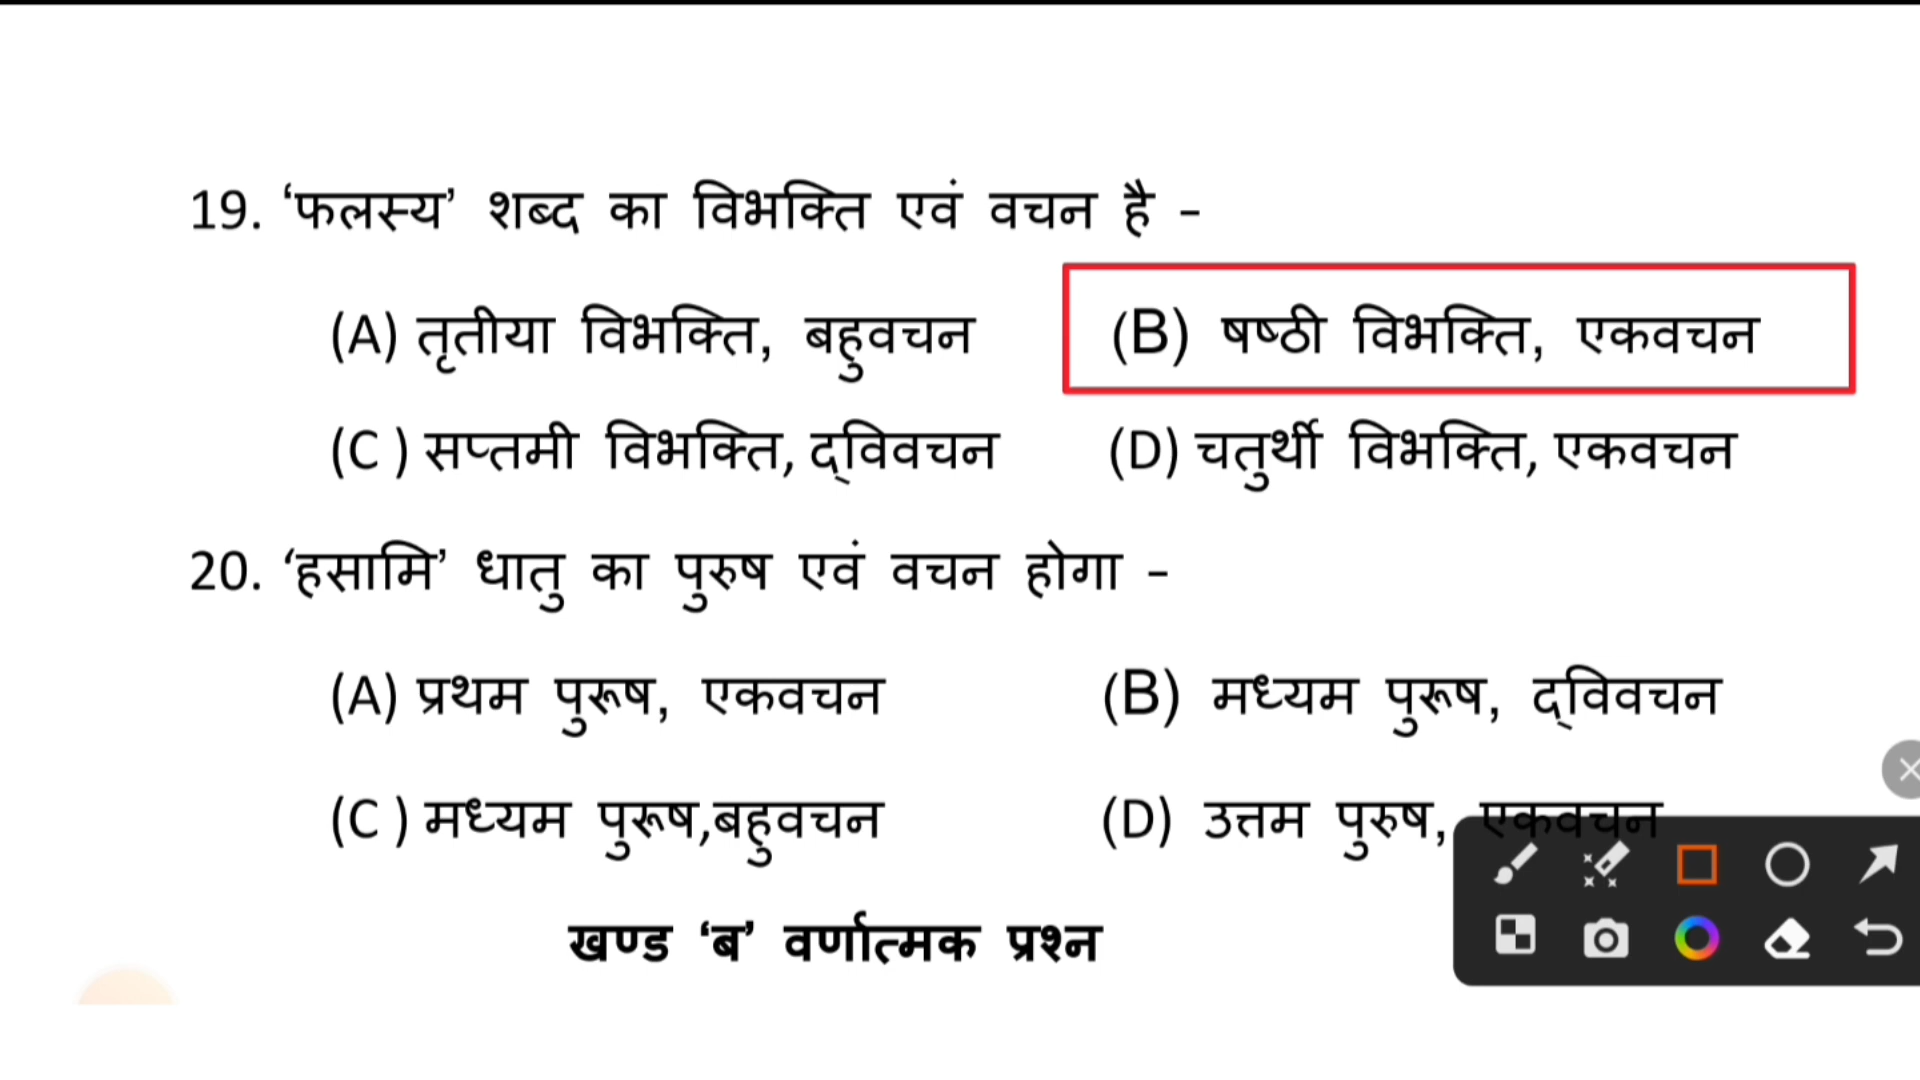 19. ‘फलस्य’ शब्द का विभक्ति एवं वचन है –
(A) तृतीया विभक्ति, बहुवचन (B) षष्ठी विभक्ति, एकवचन
(C ) सप्तमी विभक्ति, द्विवचन (D) चतुर्थी विभक्ति, एकवचन
20. ‘हसामि’ धातु का पुरुष एवं वचन होगा –
(A) प्रथम पुरूष, एकवचन (B) मध्यम पुरूष, द्विवचन
(C ) मध्यम पुरूष,बहुवचन (D) उत्तम पुरुष, एकवचन
खण्ड ‘ब’ वर्णात्मक प्रश्न